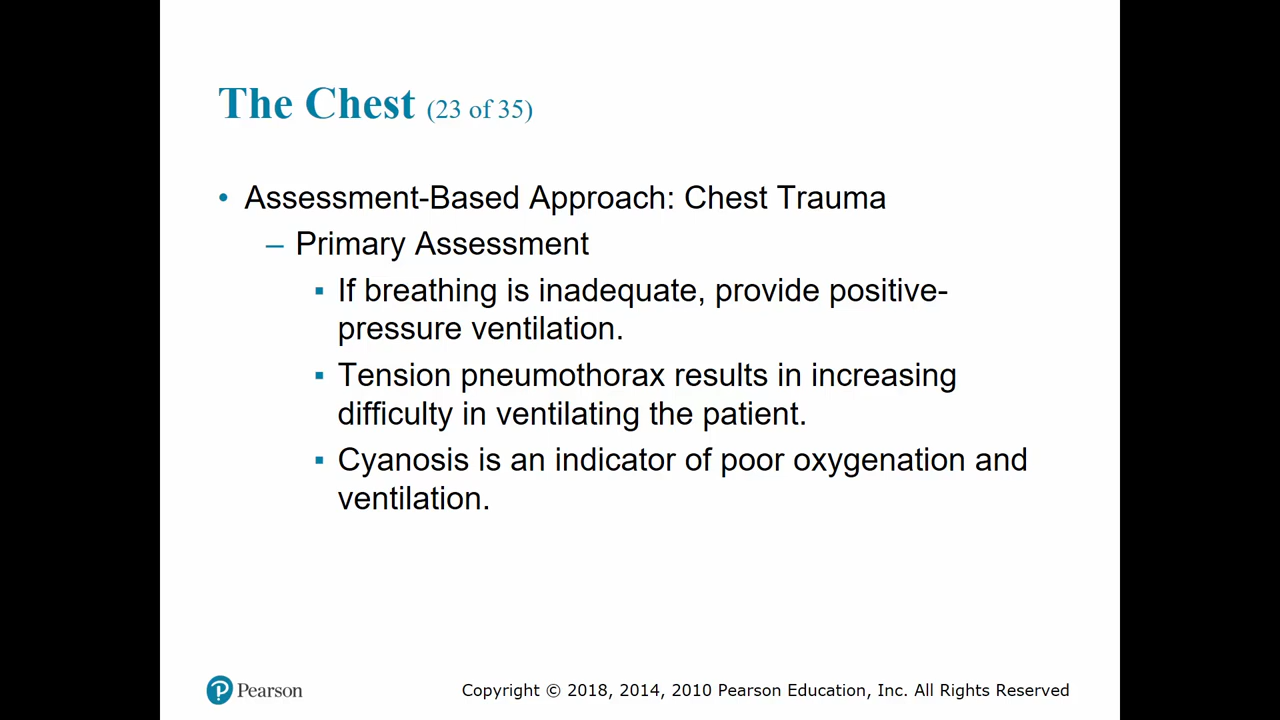 The Chest (23 of 35)
• Assessment-Based Approach: Chest Trauma
– Primary Assessment
▪ If breathing is inadequate, provide positive-
pressure ventilation.
▪ Tension pneumothorax results in increasing
difficulty in ventilating the patient.
▪ Cyanosis is an indicator of poor oxygenation and
ventilation.
Pearson
Copyright © 2018, 2014, 2010 Pearson Education, Inc. All Rights Reserved